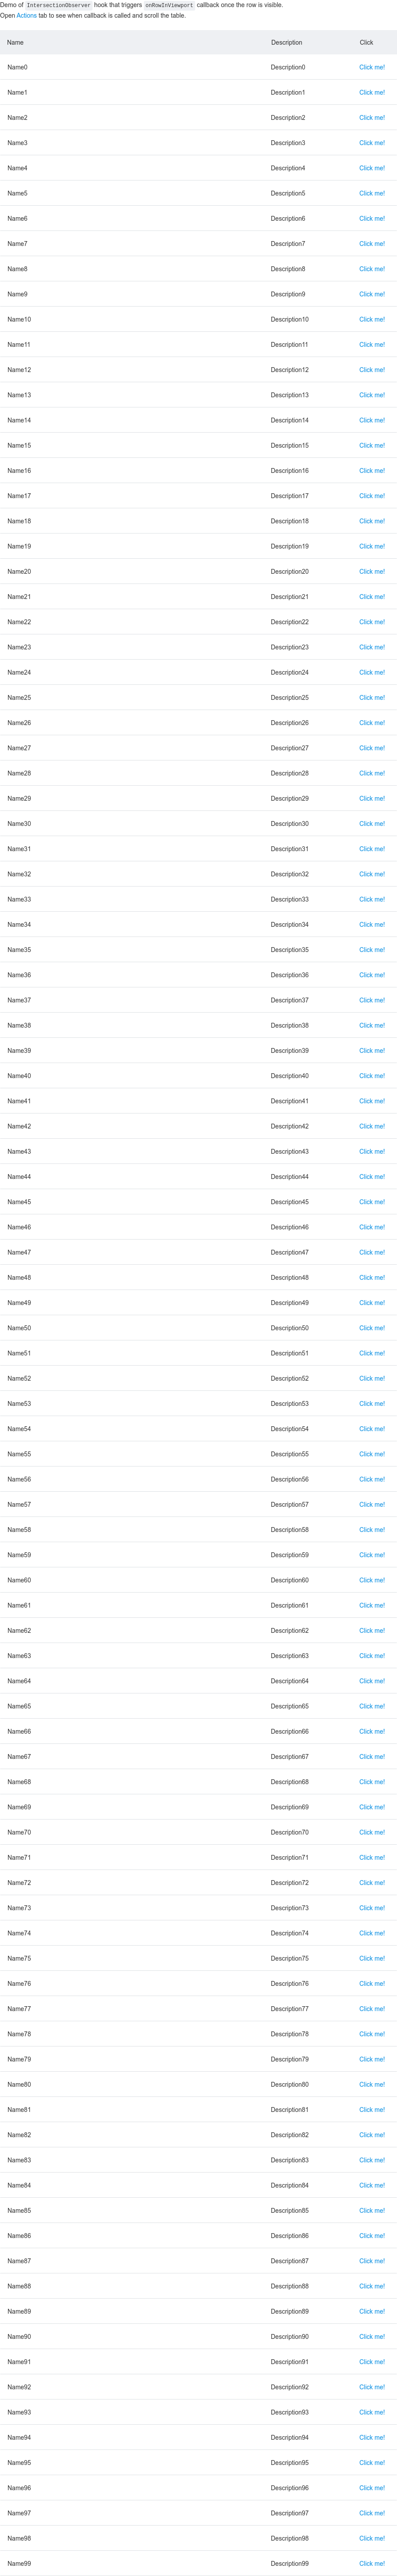 Demo of IntersectionObserver hook that triggers onRowInViewport callback once the row is visible.
Open Actions tab to see when callback is called and scroll the table.
Name Description Click
Name0 Description0 Click me!
Name1 Description1 Click me!
Name2 Description2 Click me!
Name3 Description3 Click me!
Name4 Description4 Click me!
Name5 Description5 Click me!
Name6 Description6 Click me!
Name7 Description7 Click me!
Name8 Description8 Click me!
Name9 Description9 Click me!
Name10 Description10 Click me!
Name11 Description11 Click me!
Name12 Description12 Click me!
Name13 Description13 Click me!
Name14 Description14 Click me!
Name15 Description15 Click me!
Name16 Description16 Click me!
Name17 Description17 Click me!
Name18 Description18 Click me!
Name19 Description19 Click me!
Name20 Description20 Click me!
Name21 Description21 Click me!
Name22 Description22 Click me!
Name23 Description23 Click me!
Name24 Description24 Click me!
Name25 Description25 Click me!
Name26 Description26 Click me!
Name27 Description27 Click me!
Name28 Description28 Click me!
Name29 Description29 Click me!
Name30 Description30 Click me!
Name31 Description31 Click me!
Name32 Description32 Click me!
Name33 Description33 Click me!
Name34 Description34 Click me!
Name35 Description35 Click me!
Name36 Description36 Click me!
Name37 Description37 Click me!
Name38 Description38 Click me!
Name39 Description39 Click me!
Name40 Description40 Click me!
Name41 Description41 Click me!
Name42 Description42 Click me!
Name43 Description43 Click me!
Name44 Description44 Click me!
Name45 Description45 Click me!
Name46 Description46 Click me!
Name47 Description47 Click me!
Name48 Description48 Click me!
Name49 Description49 Click me!
Name50 Description50 Click me!
Name51 Description51 Click me!
Name52 Description52 Click me!
Name53 Description53 Click me!
Name54 Description54 Click me!
Name55 Description55 Click me!
Name56 Description56 Click me!
Name57 Description57 Click me!
Name58 Description58 Click me!
Name59 Description59 Click me!
Name60 Description60 Click me!
Name61 Description61 Click me!
Name62 Description62 Click me!
Name63 Description63 Click me!
Name64 Description64 Click me!
Name65 Description65 Click me!
Name66 Description66 Click me!
Name67 Description67 Click me!
Name68 Description68 Click me!
Name69 Description69 Click me!
Name70 Description70 Click me!
Name71 Description71 Click me!
Name72 Description72 Click me!
Name73 Description73 Click me!
Name74 Description74 Click me!
Name75 Description75 Click me!
Name76 Description76 Click me!
Name77 Description77 Click me!
Name78 Description78 Click me!
Name79 Description79 Click me!
Name80 Description80 Click me!
Name81 Description81 Click me!
Name82 Description82 Click me!
Name83 Description83 Click me!
Name84 Description84 Click me!
Name85 Description85 Click me!
Name86 Description86 Click me!
Name87 Description87 Click me!
Name88 Description88 Click me!
Name89 Description89 Click me!
Name90 Description90 Click me!
Name91 Description91 Click me!
Name92 Description92 Click me!
Name93 Description93 Click me!
Name94 Description94 Click me!
Name95 Description95 Click me!
Name96 Description96 Click me!
Name97 Description97 Click me!
Name98 Description98 Click me!
Name99 Description99 Click me!